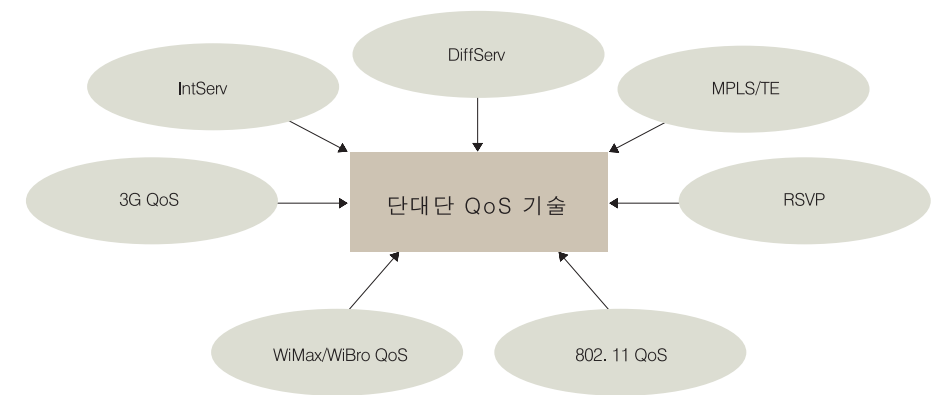 DiffServ
IntServ
MPLS/TE
3G QoS
단대단 QoS 기술
RSVP
WiMax/WiBro QoS
802. 11 QoS